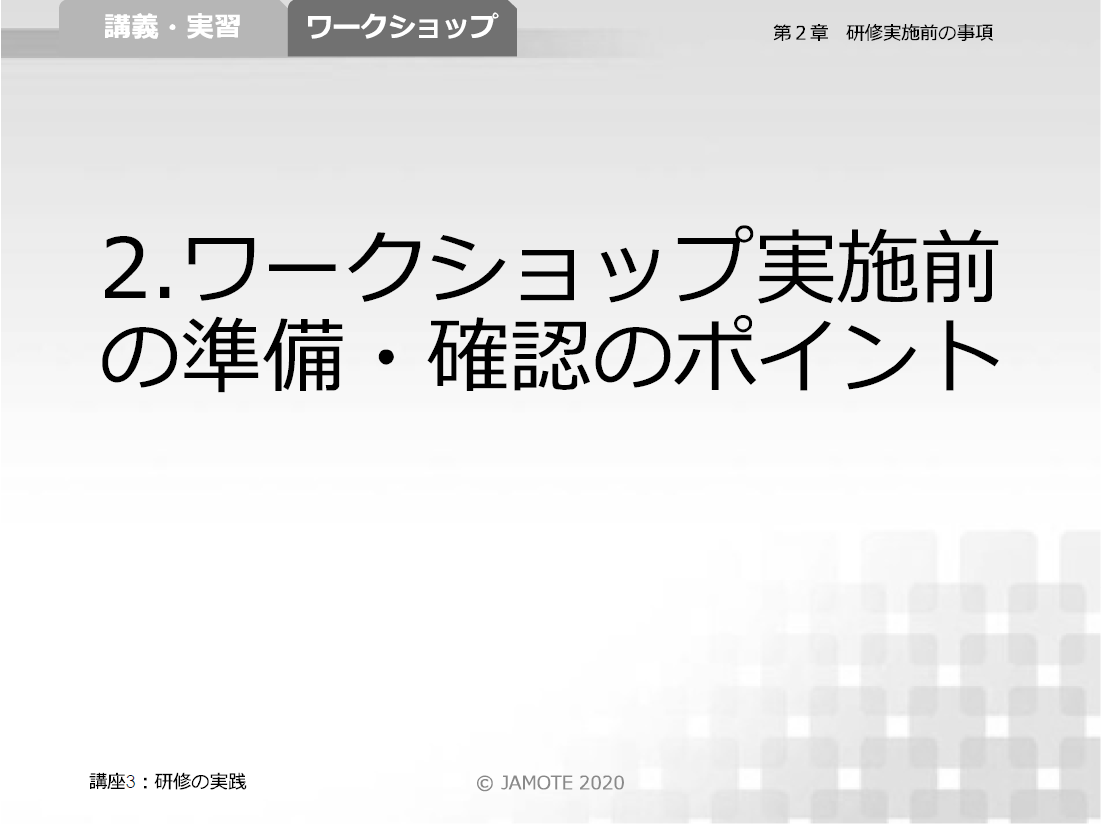 講義・実習
ワークショップ
第２章　研修実施前の事項
2.ワークショップ実施前
の準備・確認のポイント
講座3：研修の実践
© JAMOTE 2020